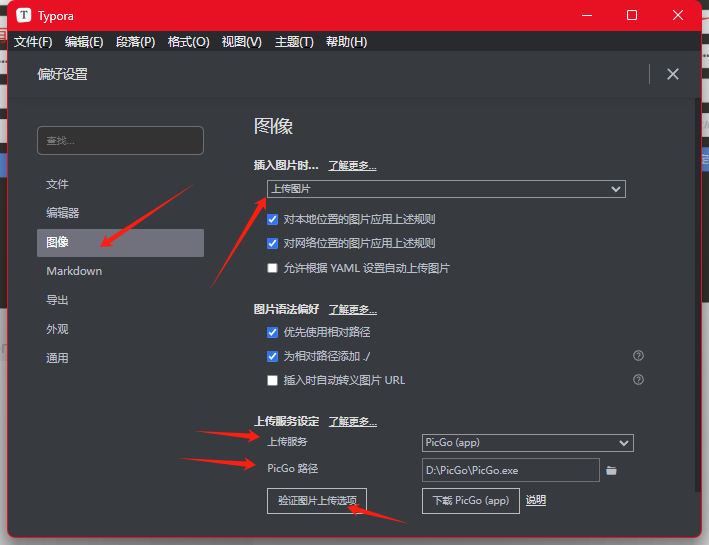 Typora
文件(F) 编辑(E) 段落(P) 格式(O) 视图(V) 主题(T) 帮助(H)
偏好设置
查找...
文件
编辑器
图像
Markdown
导出
外观
通用
图像
插入图片时... 了解更多...
上传图片
对本地位置的图片应用上述规则
对网络位置的图片应用上述规则
允许根据 YAML 设置自动上传图片
图片语法偏好 了解更多...
优先使用相对路径
为相对路径添加 ./
插入时自动转义图片 URL
上传服务设定 了解更多...
上传服务 PicGo (app)
PicGo 路径 D:\PicGo\PicGo.exe
验证图片上传选项 下载 PicGo (app) 说明